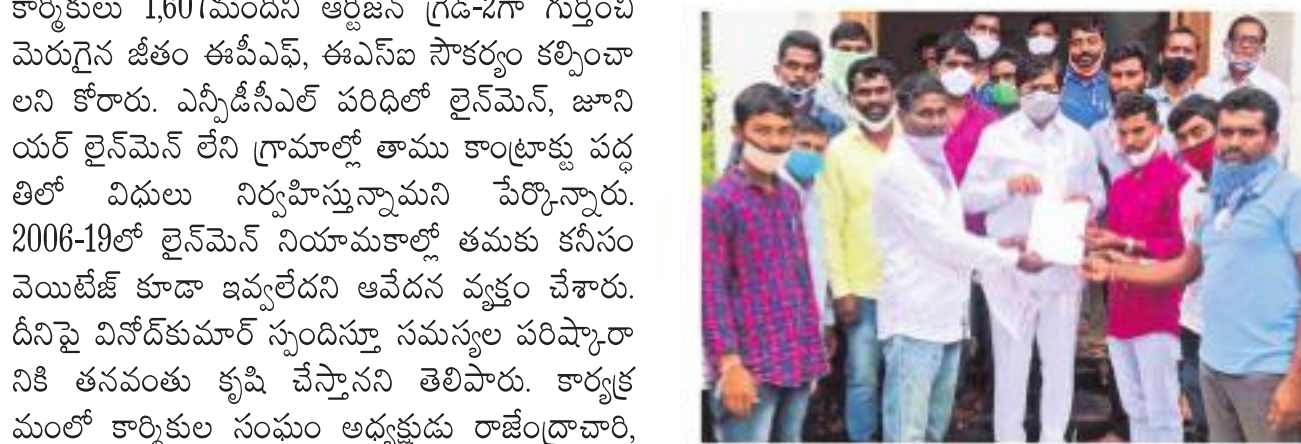 కార్మికులు 1,607మందిని ఆర్టిజన్ గ్రేడ్-2గా గుర్తించి
మెరుగైన జీతం ఈపీఎఫ్, ఈఎస్ఐ సౌకర్యం కల్పించా
లని కోరారు. ఎన్పీడీసీఎల్ పరిధిలో లైన్‌మెన్, జూని
యర్ లైన్‌మెన్ లేని గ్రామాల్లో తాము కాంట్రాక్టు పద్ధ
తిలో విధులు నిర్వహిస్తున్నామని పేర్కొన్నారు.
2006-19లో లైన్‌మెన్ నియామకాల్లో తమకు కనీసం
వెయిటేజ్ కూడా ఇవ్వలేదని ఆవేదన వ్యక్తం చేశారు.
దీనిపై వినోద్‌కుమార్ స్పందిస్తూ సమస్యల పరిష్కారా
నికి తనవంతు కృషి చేస్తానని తెలిపారు. కార్యక్ర
మంలో కార్మికుల సంఘం అధ్యక్షుడు రాజేంద్రాచారి,